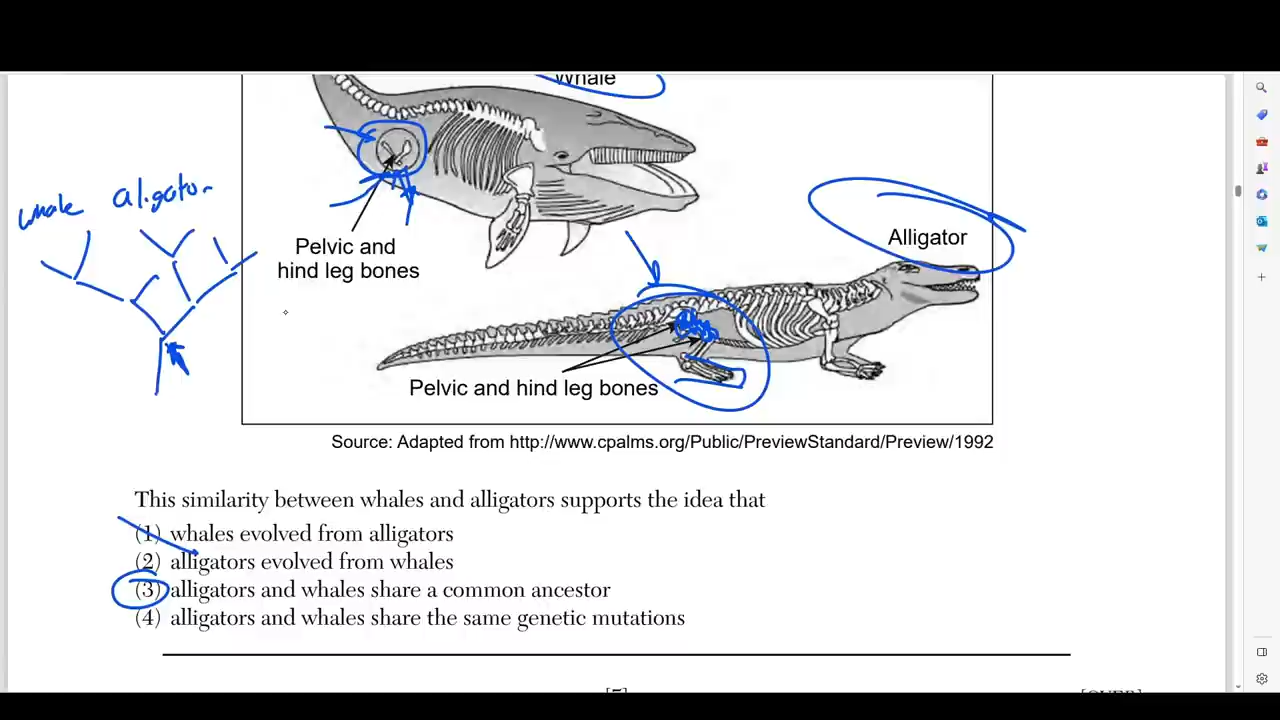 Whale
whale aligator
Alligator
Pelvic and
hind leg bones
Pelvic and hind leg bones
Source: Adapted from http://www.cpalms.org/Public/PreviewStandard/Preview/1992
This similarity between whales and alligators supports the idea that
(1) whales evolved from alligators
(2) alligators evolved from whales
(3) alligators and whales share a common ancestor
(4) alligators and whales share the same genetic mutations